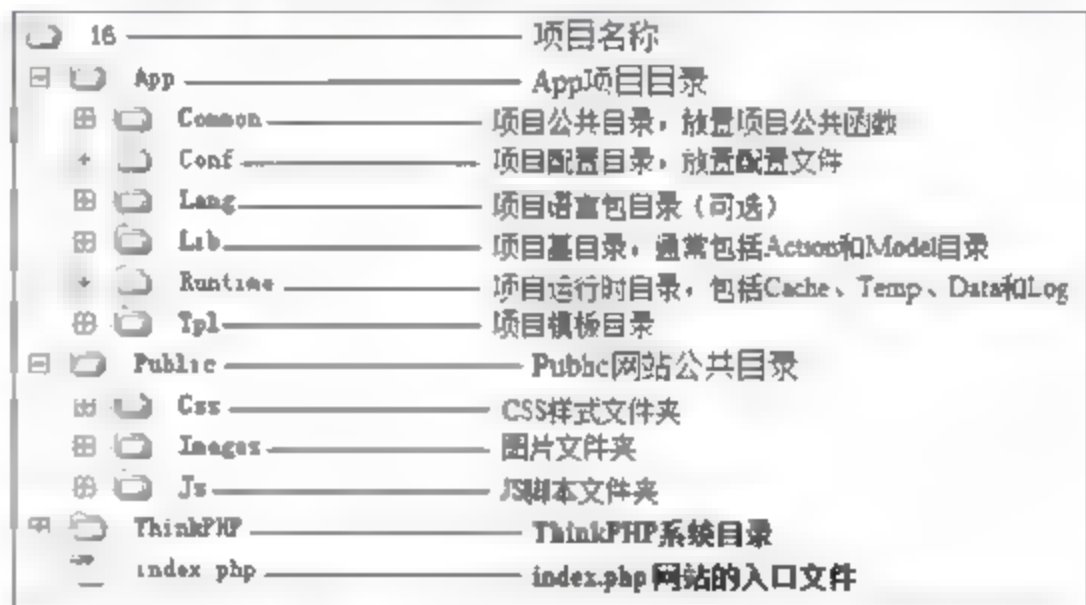 16 项目名称
App App项目目录
Common 项目公共目录，放置项目公共函数
Conf 项目配置目录，放置配置文件
Lang 项目语言包目录（可选）
Lib 项目基目录，通常包括Action和Model目录
Runtime 项目运行时目录，包括Cache、Temp、Data和Log
Tpl 项目模板目录
Public Public网站公共目录
Css CSS样式文件夹
Images 图片文件夹
Js JS脚本文件夹
ThinkPHP ThinkPHP系统目录
index.php index.php网站的入口文件